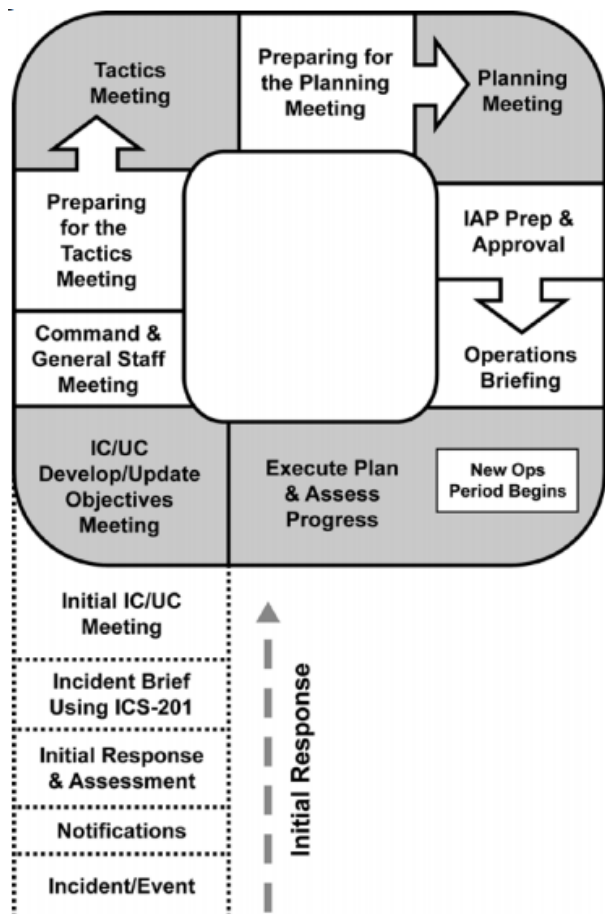 Tactics
Meeting
Preparing for
the Planning
Meeting
Planning
Meeting
Preparing
for the
Tactics
Meeting
IAP Prep &
Approval
Command &
General Staff
Meeting
Operations
Briefing
IC/UC
Develop/Update
Objectives
Meeting
Execute Plan
& Assess
Progress
New Ops
Period Begins
Initial IC/UC
Meeting
Incident Brief
Using ICS-201
Initial Response
& Assessment
Notifications
Incident/Event
Initial Response